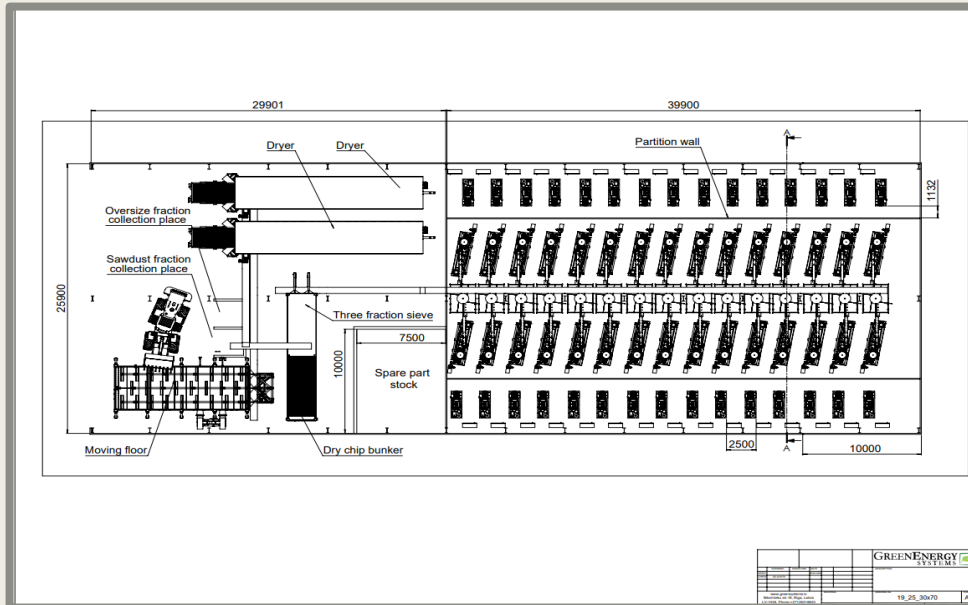 29901
39900
Dryer
Dryer
Partition wall
A
1132
Oversize fraction
collection place
Sawdust fraction
collection place
25900
Three fraction sieve
7500
10000
Spare part
stock
Moving floor
Dry chip bunker
2500
A
10000
GREENENERGY
SYSTEMS
19_25_30x70